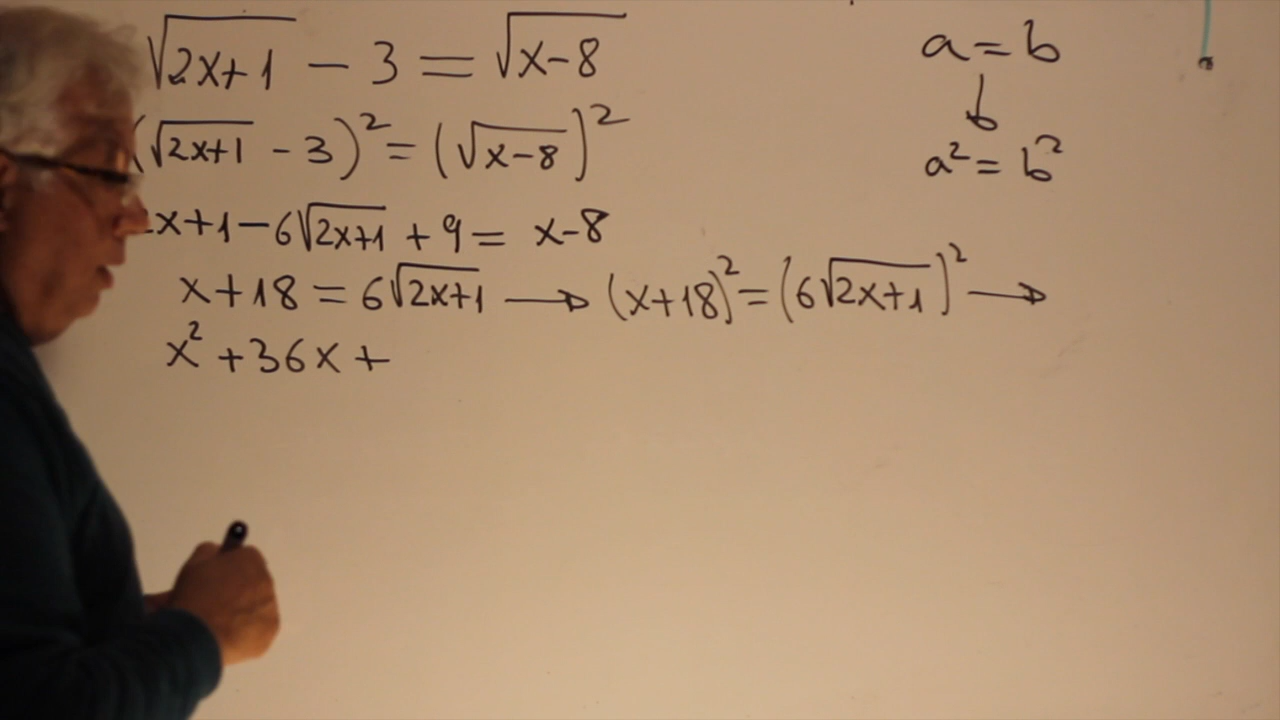 √2x+1 − 3 = √x−8
(√2x+1 − 3)² = (√x−8)²
2x+1−6√2x+1 + 9 = x−8
x+18 = 6√2x+1 → (x+18)² = (6√2x+1)² →
x² +36x +
a = b
↓
a² = b²